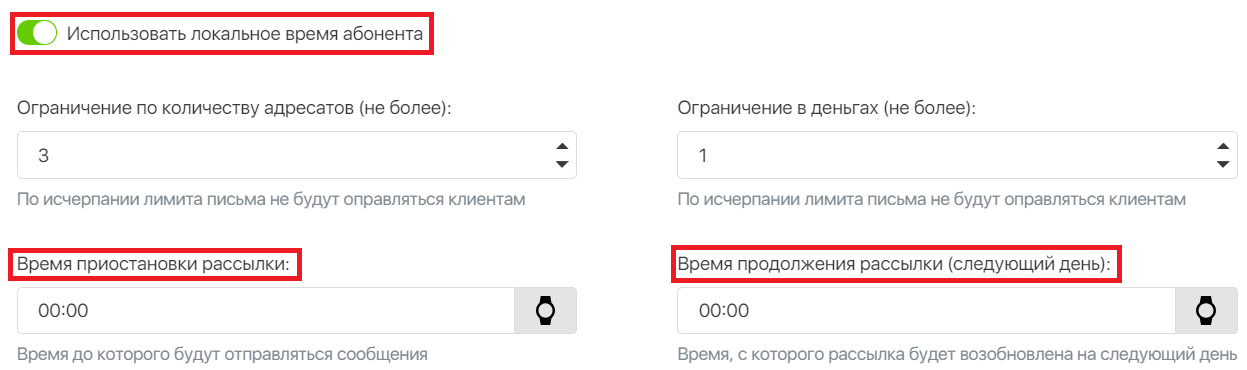 Использовать локальное время абонента
Ограничение по количеству адресатов (не более):
Ограничение в деньгах (не более):
3
1
По исчерпании лимита письма не будут оправляться клиентам
По исчерпании лимита письма не будут оправляться клиентам
Время приостановки рассылки:
Время продолжения рассылки (следующий день):
00:00
00:00
Время до которого будут отправляться сообщения
Время, с которого рассылка будет возобновлена на следующий день